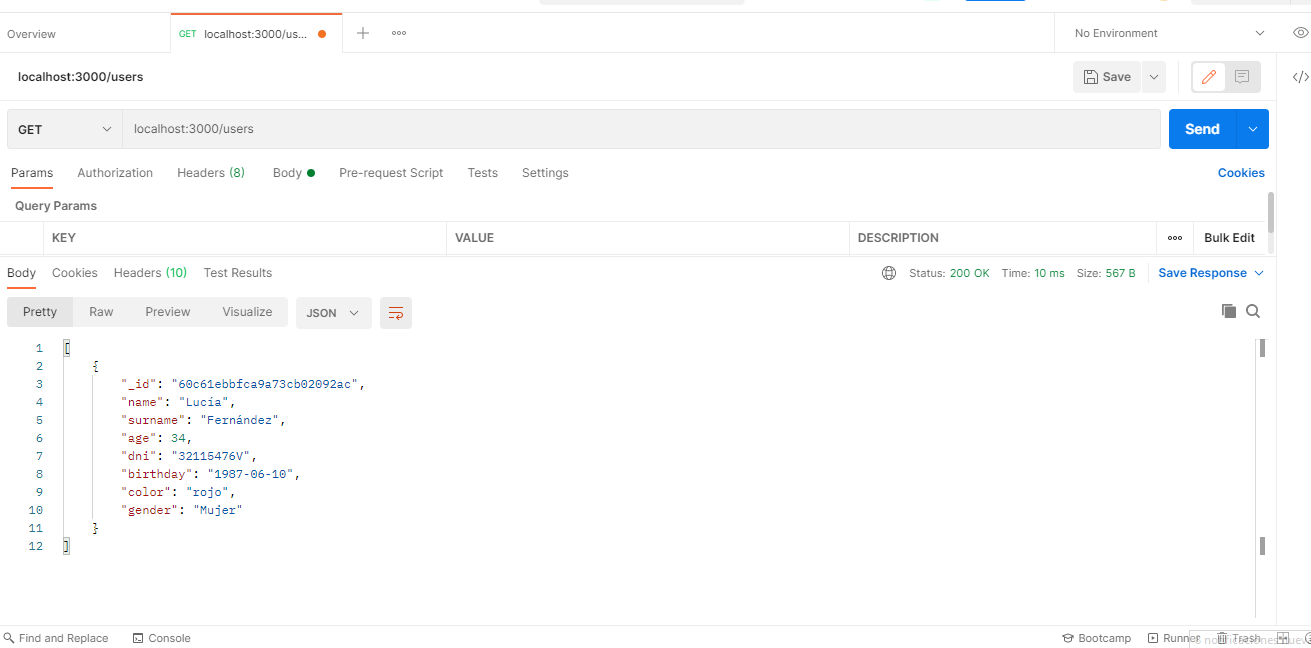 Overview GET localhost:3000/us... No Environment
localhost:3000/users Save
GET localhost:3000/users Send
Params Authorization Headers (8) Body Pre-request Script Tests Settings Cookies
Query Params
KEY VALUE DESCRIPTION Bulk Edit
Body Cookies Headers (10) Test Results Status: 200 OK Time: 10 ms Size: 567 B Save Response
Pretty Raw Preview Visualize JSON
1 [
2 {
3 "_id": "60c61ebbfca9a73cb02092ac",
4 "name": "Lucía",
5 "surname": "Fernández",
6 "age": 34,
7 "dni": "32115476V",
8 "birthday": "1987-06-10",
9 "color": "rojo",
10 "gender": "Mujer"
11 }
12 ]
Find and Replace Console Bootcamp Runner Trash